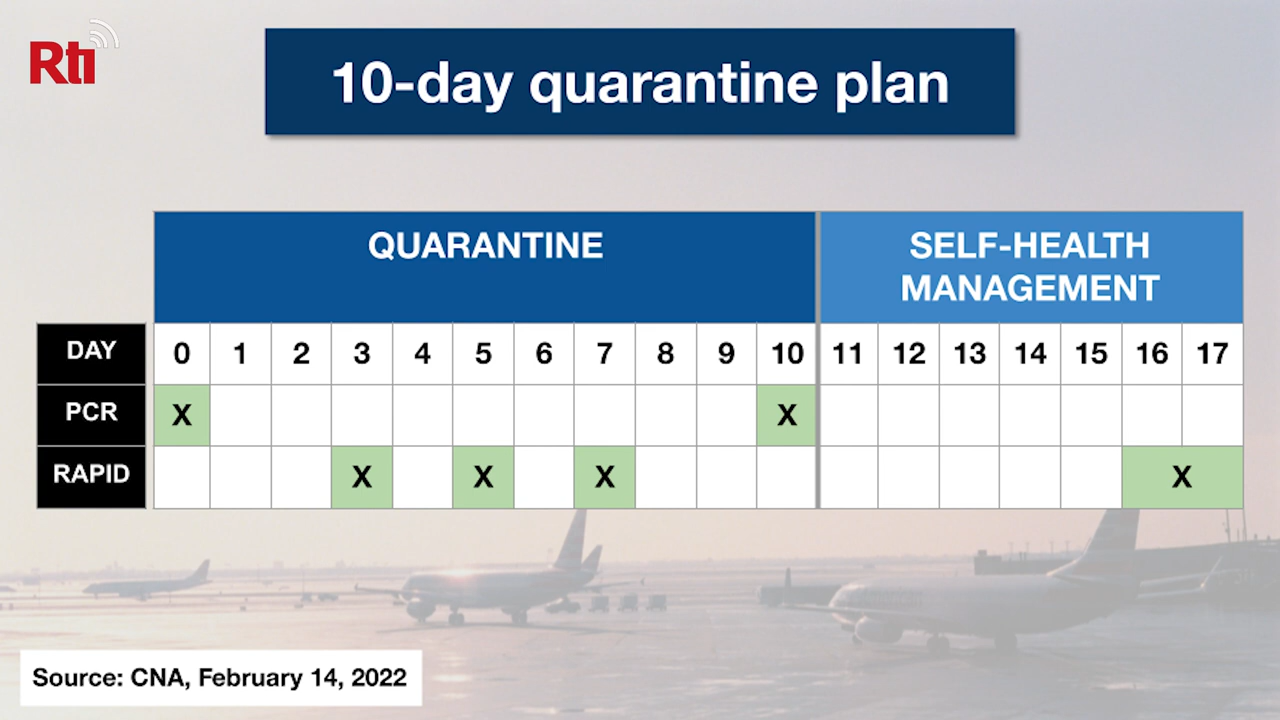 Rti
10-day quarantine plan
QUARANTINE
SELF-HEALTH
MANAGEMENT
DAY 0 1 2 3 4 5 6 7 8 9 10 11 12 13 14 15 16 17
PCR X X
RAPID X X X X
Source: CNA, February 14, 2022